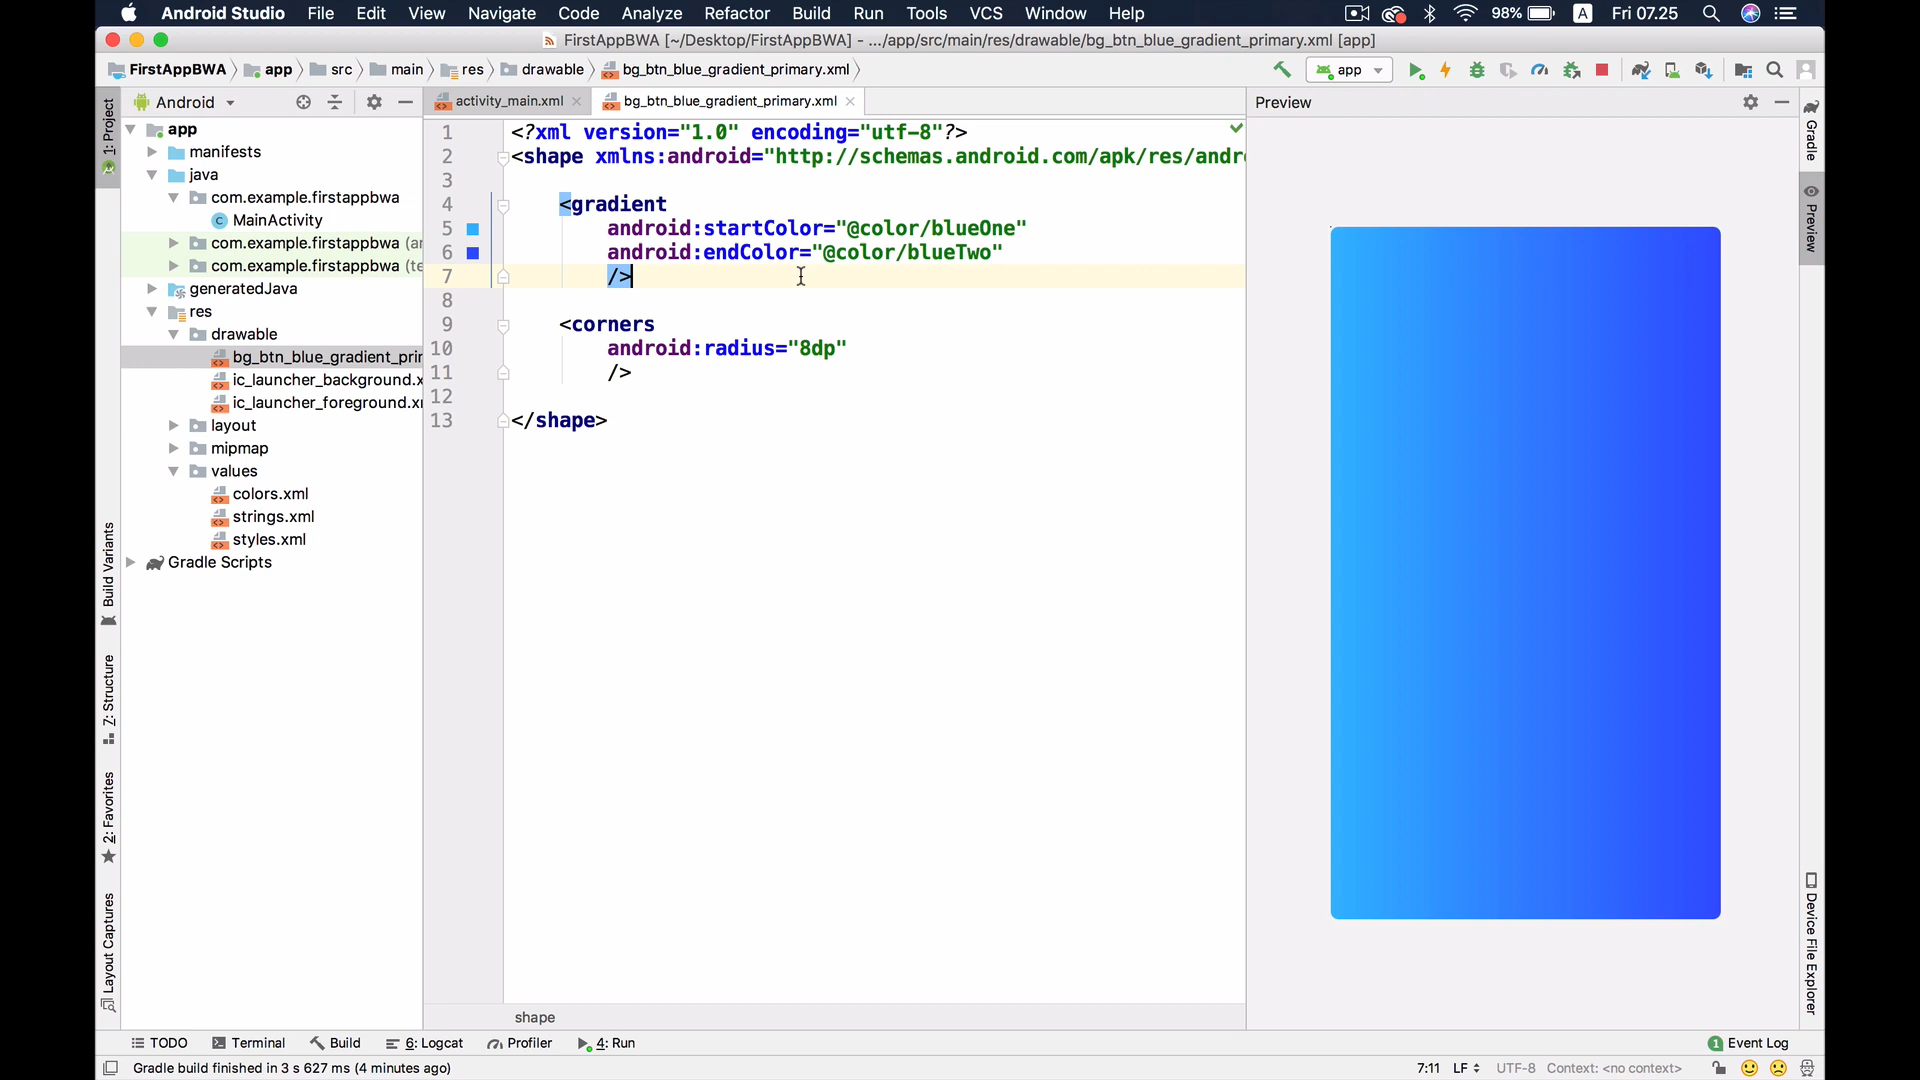 Android Studio File Edit View Navigate Code Analyze Refactor Build Run Tools VCS Window Help 98% A Fri 07.25
FirstAppBWA [~/Desktop/FirstAppBWA] - .../app/src/main/res/drawable/bg_btn_blue_gradient_primary.xml [app]
FirstAppBWA app src main res drawable bg_btn_blue_gradient_primary.xml app
1: Project
Android
activity_main.xml bg_btn_blue_gradient_primary.xml
Preview
Gradle
Preview
app
manifests
java
com.example.firstappbwa
MainActivity
com.example.firstappbwa (ar
com.example.firstappbwa (te
generatedJava
res
drawable
bg_btn_blue_gradient_prir
ic_launcher_background.x
ic_launcher_foreground.xr
layout
mipmap
values
colors.xml
strings.xml
styles.xml
Gradle Scripts
1 <?xml version="1.0" encoding="utf-8"?>
2 <shape xmlns:android="http://schemas.android.com/apk/res/andro
3
4 <gradient
5 android:startColor="@color/blueOne"
6 android:endColor="@color/blueTwo"
7 />
8
9 <corners
10 android:radius="8dp"
11 />
12
13 </shape>
Build Variants
Z: Structure
2: Favorites
Layout Captures
Device File Explorer
shape
TODO Terminal Build 6: Logcat Profiler 4: Run 1 Event Log
Gradle build finished in 3 s 627 ms (4 minutes ago) 7:11 LF UTF-8 Context: <no context>